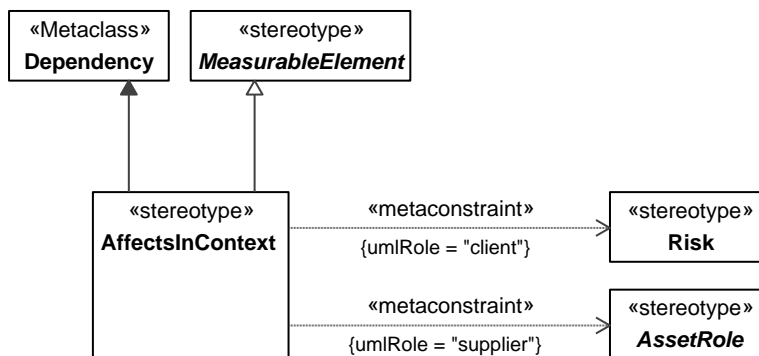 «Metaclass»
Dependency
«stereotype»
MeasurableElement
«stereotype»
AffectsInContext
«metaconstraint»
{umlRole = "client"}
«stereotype»
Risk
«metaconstraint»
{umlRole = "supplier"}
«stereotype»
AssetRole